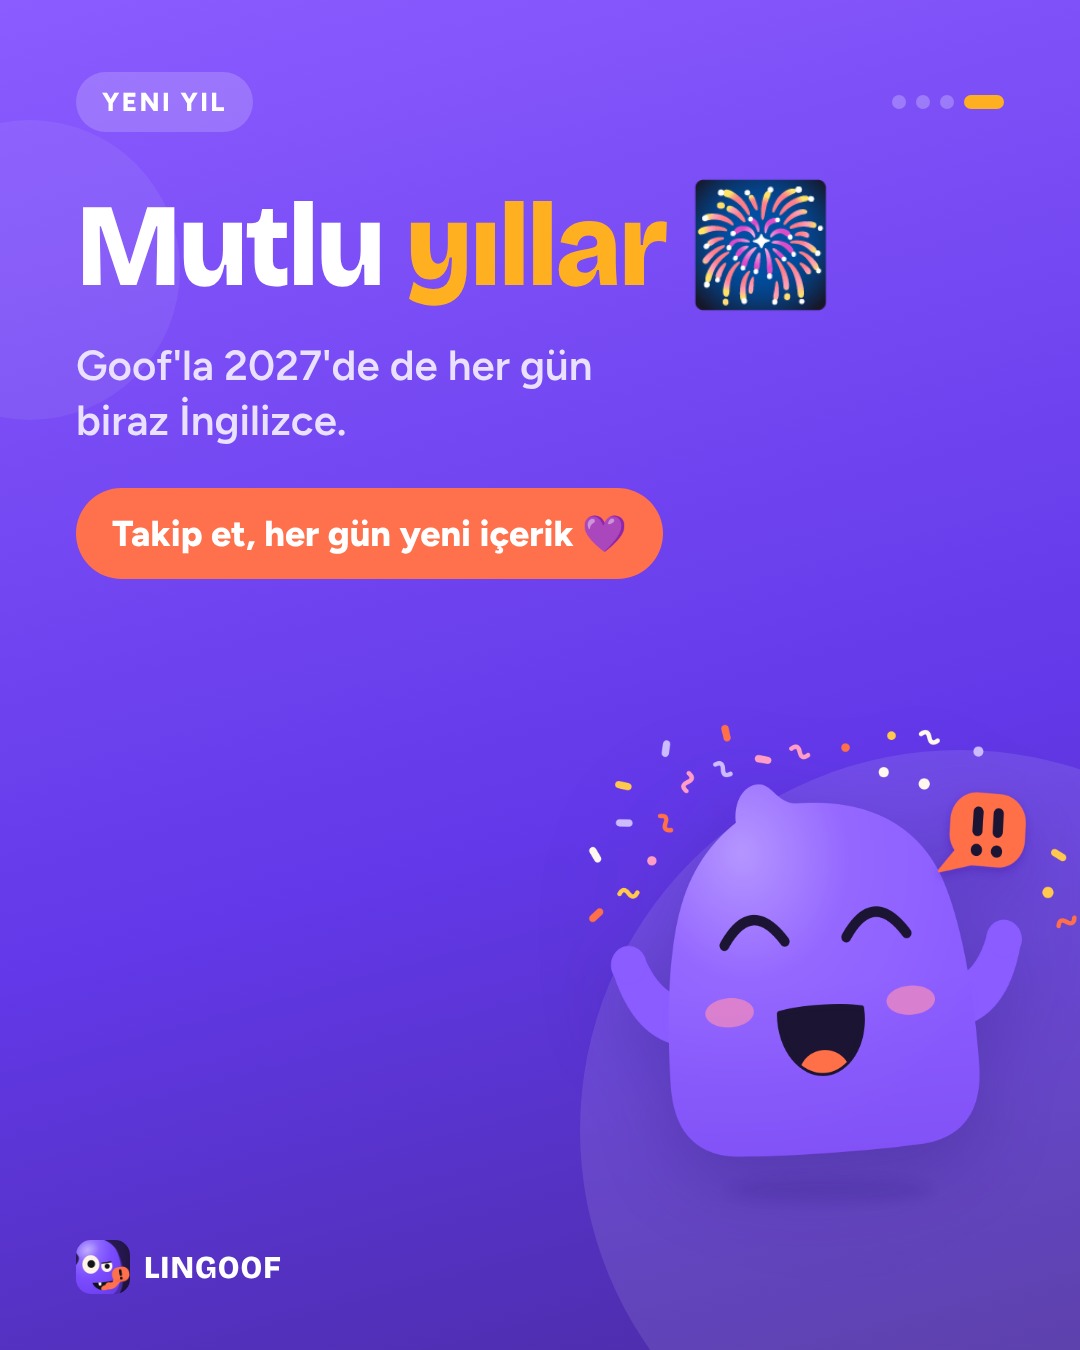 YENI YIL
Mutlu yıllar 🎆
Goof'la 2027'de de her gün
biraz İngilizce.
Takip et, her gün yeni içerik 💜
!!
LINGOOF